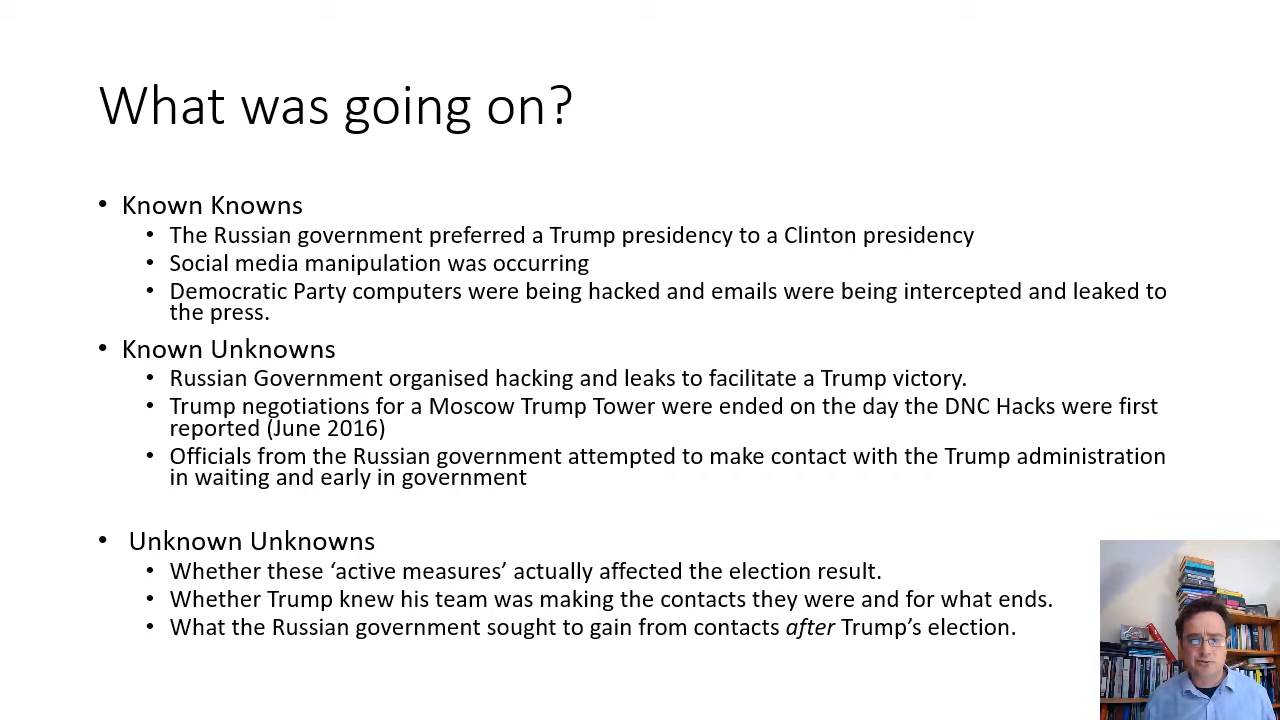 What was going on?
• Known Knowns
• The Russian government preferred a Trump presidency to a Clinton presidency
• Social media manipulation was occurring
• Democratic Party computers were being hacked and emails were being intercepted and leaked to
the press.
• Known Unknowns
• Russian Government organised hacking and leaks to facilitate a Trump victory.
• Trump negotiations for a Moscow Trump Tower were ended on the day the DNC Hacks were first
reported (June 2016)
• Officials from the Russian government attempted to make contact with the Trump administration
in waiting and early in government
• Unknown Unknowns
• Whether these ‘active measures’ actually affected the election result.
• Whether Trump knew his team was making the contacts they were and for what ends.
• What the Russian government sought to gain from contacts after Trump’s election.